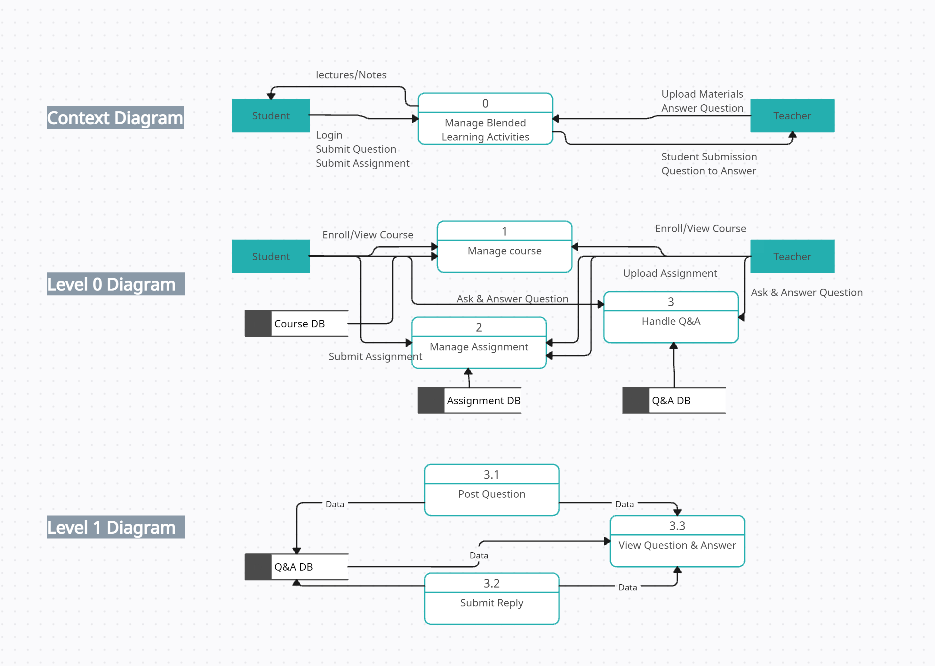 lectures/Notes
Context Diagram
Student
0
Manage Blended
Learning Activities
Upload Materials
Answer Question
Teacher
Login
Submit Question
Submit Assignment
Student Submission
Question to Answer
Level 0 Diagram
Enroll/View Course
1
Manage course
Enroll/View Course
Student
Teacher
Upload Assignment
Ask & Answer Question
Ask & Answer Question
3
Handle Q&A
Course DB
2
Manage Assignment
Submit Assignment
Assignment DB
Q&A DB
Level 1 Diagram
3.1
Post Question
Data
Data
3.3
View Question & Answer
Data
Q&A DB
3.2
Submit Reply
Data